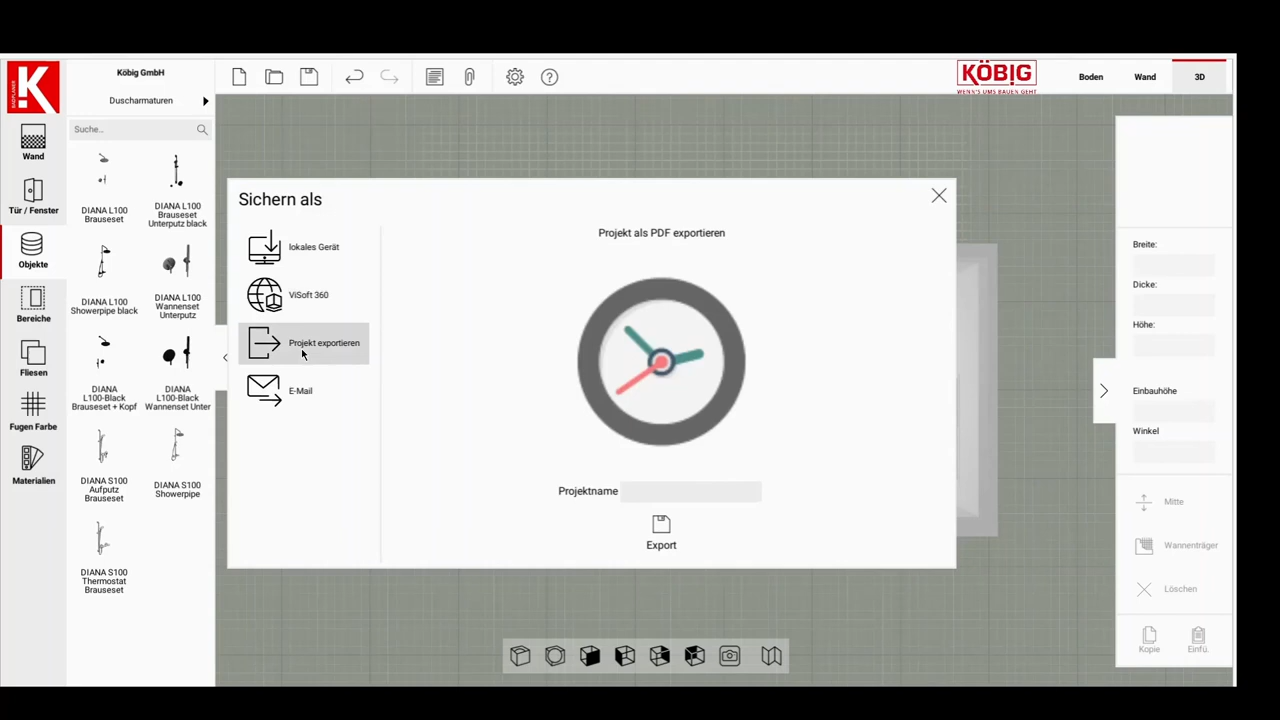 Köbig GmbH
Duscharmaturen
Suche..
KÖBIG
WENN'S UMS BAUEN GEHT
Boden
Wand
3D
Wand
Tür / Fenster
Objekte
Bereiche
Fliesen
Fugen Farbe
Materialien
DIANA L100
Brauseset
DIANA L100
Brauseset
Unterputz black
DIANA L100
Showerpipe black
DIANA L100
Wannenset
Unterputz
DIANA
L100-Black
Brauseset + Kopf
DIANA
L100-Black
Wannenset Unter
DIANA S100
Aufputz
Brauseset
DIANA S100
Showerpipe
DIANA S100
Thermostat
Brauseset
Sichern als
lokales Gerät
ViSoft 360
Projekt exportieren
E-Mail
Projekt als PDF exportieren
Projektname
Export
Breite:
Dicke:
Höhe:
Einbauhöhe
Winkel
Mitte
Wannenträger
Löschen
Kopie
Einfü.